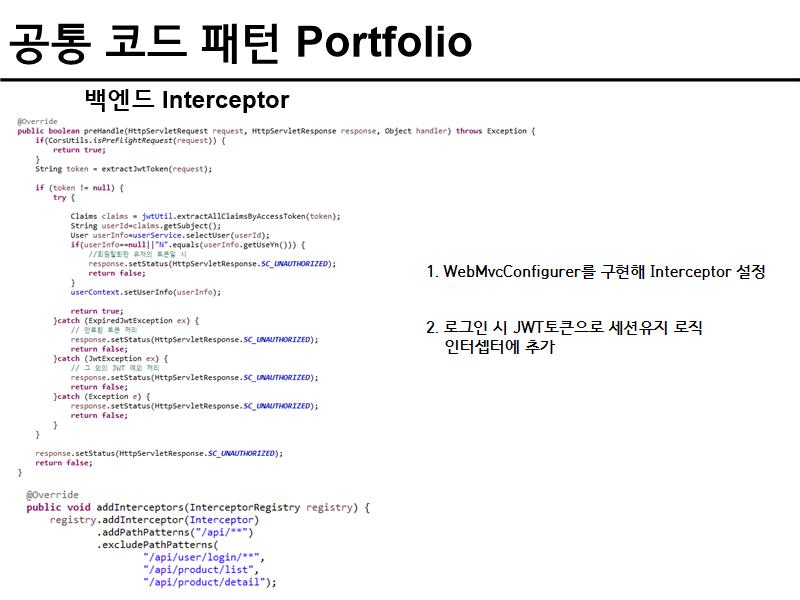 공통 코드 패턴 Portfolio
백엔드 Interceptor
@Override
public boolean preHandle(HttpServletRequest request, HttpServletResponse response, Object handler) throws Exception {
if(CorsUtils.isPreFlightRequest(request)) {
return true;
}
String token = extractJwtToken(request);
if (token != null) {
try {
Claims claims = jwtUtil.extractAllClaimsByAccessToken(token);
String userId=claims.getSubject();
User userInfo=userService.selectUser(userId);
if(userInfo==null||"N".equals(userInfo.getUseYn())) {
//회원탈퇴한 유저의 토큰일 시
response.setStatus(HttpServletResponse.SC_UNAUTHORIZED);
return false;
}
userContext.setUserInfo(userInfo);
return true;
}catch (ExpiredJwtException ex) {
// 만료된 토큰 처리
response.setStatus(HttpServletResponse.SC_UNAUTHORIZED);
return false;
}catch (JwtException ex) {
// 그 외의 JWT 예외 처리
response.setStatus(HttpServletResponse.SC_UNAUTHORIZED);
return false;
}catch (Exception e) {
response.setStatus(HttpServletResponse.SC_UNAUTHORIZED);
return false;
}
}
response.setStatus(HttpServletResponse.SC_UNAUTHORIZED);
return false;
}
1. WebMvcConfigurer를 구현해 Interceptor 설정
2. 로그인 시 JWT토큰으로 세션유지 로직
인터셉터에 추가
@Override
public void addInterceptors(InterceptorRegistry registry) {
registry.addInterceptor(Interceptor)
.addPathPatterns("/api/**")
.excludePathPatterns(
"/api/user/login/**",
"/api/product/list",
"/api/product/detail");